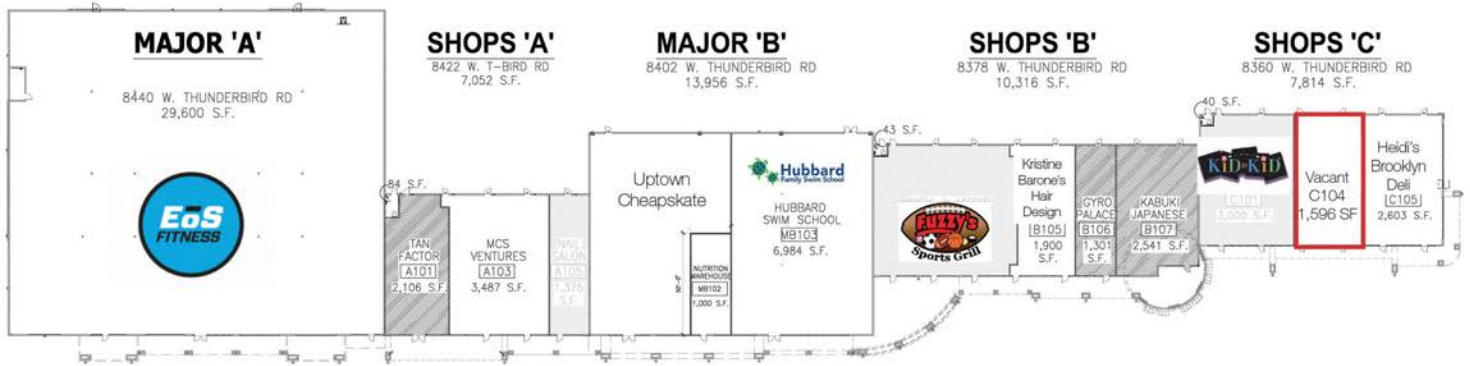 MAJOR 'A'
8440 W. THUNDERBIRD RD
29,600 S.F.
EōS
FITNESS
SHOPS 'A'
8422 W. T-BIRD RD
7,052 S.F.
84 S.F.
TAN
FACTOR
A101
2,106 S.F.
MCS
VENTURES
A103
3,487 S.F.
NAIL
SALON
A105
1,376
S.F.
MAJOR 'B'
8402 W. THUNDERBIRD RD
13,956 S.F.
Uptown
Cheapskate
NUTRITION
WAREHOUSE
MB102
1,000 S.F.
50'-0"
Hubbard
Family Swim School
HUBBARD
SWIM SCHOOL
MB103
6,984 S.F.
SHOPS 'B'
8378 W. THUNDERBIRD RD
10,316 S.F.
43 S.F.
Fuzzy's
Sports Grill
Kristine
Barone's
Hair
Design
B105
1,900
S.F.
GYRO
PALACE
B106
1,301
S.F.
KABUKI
JAPANESE
B107
2,541 S.F.
SHOPS 'C'
8360 W. THUNDERBIRD RD
7,814 S.F.
40 S.F.
KiD to KiD
C101
3,000 S.F.
Vacant
C104
1,596 SF
Heidi's
Brooklyn
Deli
C105
2,603 S.F.